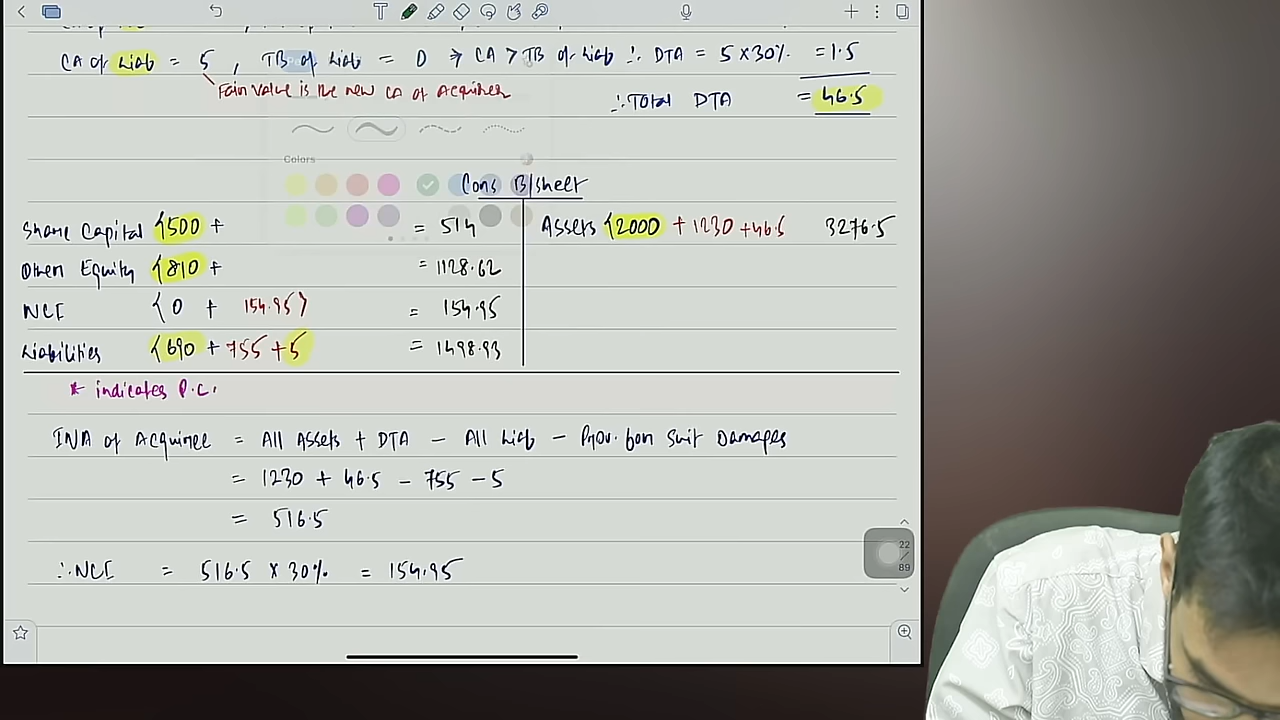 CA of Liab = 5 , TB of Liab = 0 ⇒ CA > TB of Liab ∴ DTA = 5 × 30% = 1.5
Fair Value is the new CA of Acquirer
∴ Total DTA = 46.5
Colors
Cons B/sheet
Share Capital {500 + = 514 Assets {2000 + 1230 + 46.5 3276.5
Other Equity {810 + = 1128.62
NCI {0 + 154.95} = 154.95
Liabilities {690 + 755 + 5 = 1498.93
* indicates P.C.
INA of Acquiree = All Assets + DTA - All Liab - Prov. for Suit Damages
= 1230 + 46.5 - 755 - 5
= 516.5
∴ NCI = 516.5 × 30% = 154.95
22
89